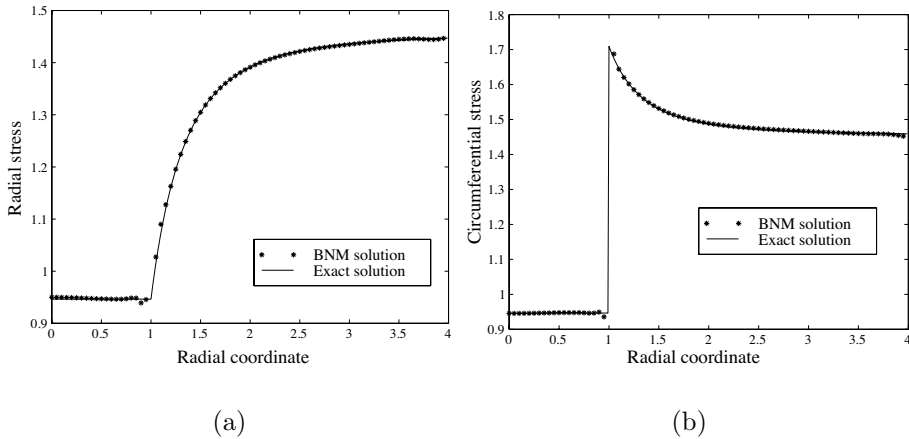 1.5
1.4
1.3
1.2
1.1
1
0.9
Radial stress
0 0.5 1 1.5 2 2.5 3 3.5 4
Radial coordinate
BNM solution
Exact solution
(a)
1.8
1.7
1.6
1.5
1.4
1.3
1.2
1.1
1
0.9
Circumferential stress
0 0.5 1 1.5 2 2.5 3 3.5 4
Radial coordinate
BNM solution
Exact solution
(b)